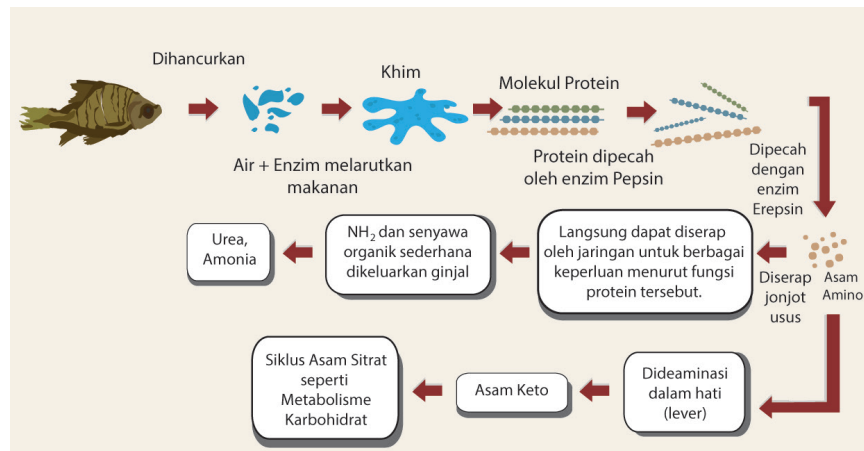 Dihancurkan
Air + Enzim melarutkan
makanan
Khim
Molekul Protein
Protein dipecah
oleh enzim Pepsin
Dipecah
dengan
enzim
Erepsin
Asam
Amino
Diserap
jonjot
usus
Langsung dapat diserap
oleh jaringan untuk berbagai
keperluan menurut fungsi
protein tersebut.
NH₂ dan senyawa
organik sederhana
dikeluarkan ginjal
Urea,
Amonia
Dideaminasi
dalam hati
(lever)
Asam Keto
Siklus Asam Sitrat
seperti
Metabolisme
Karbohidrat